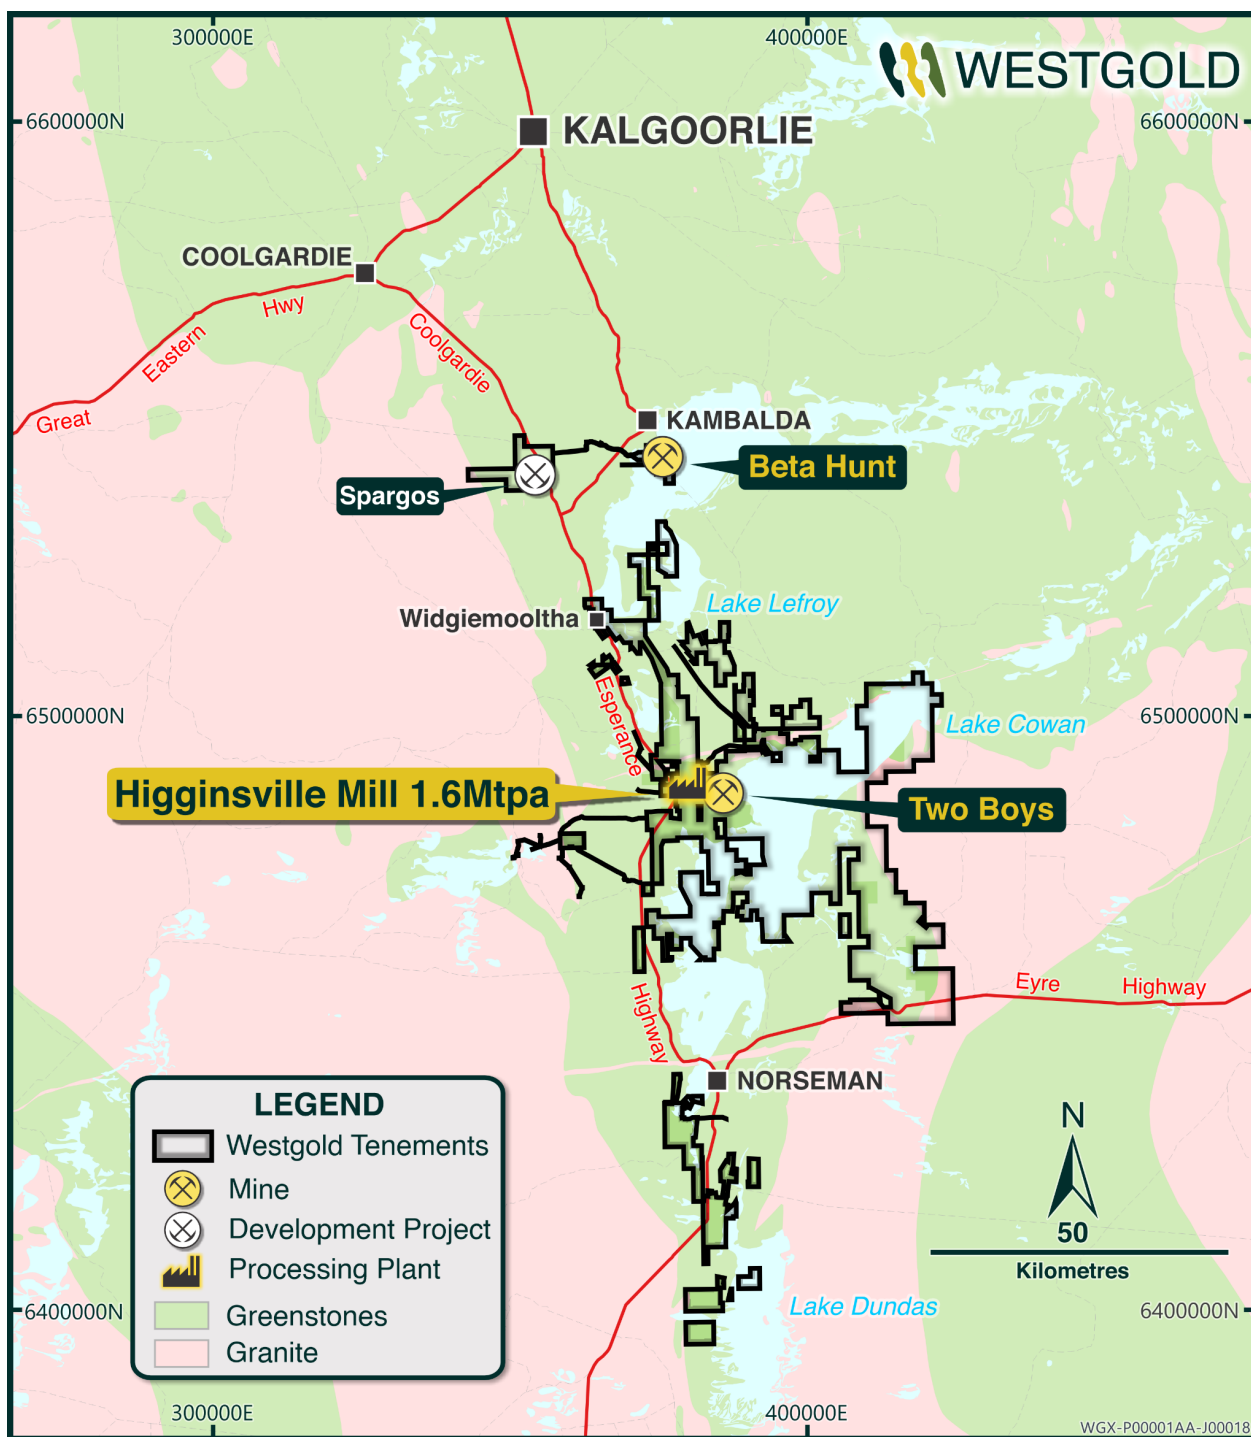 300000E
400000E
WESTGOLD
6600000N
KALGOORLIE
6600000N
COOLGARDIE
Great
Eastern
Hwy
Coolgardie
KAMBALDA
Beta Hunt
Spargos
Lake Lefroy
Widgiemooltha
Esperance
6500000N
Lake Cowan
6500000N
Higginsville Mill 1.6Mtpa
Two Boys
Highway
Eyre
Highway
NORSEMAN
LEGEND
Westgold Tenements
Mine
Development Project
Processing Plant
Greenstones
Granite
N
50
Kilometres
6400000N
Lake Dundas
6400000N
300000E
400000E
WGX-P00001AA-J00018